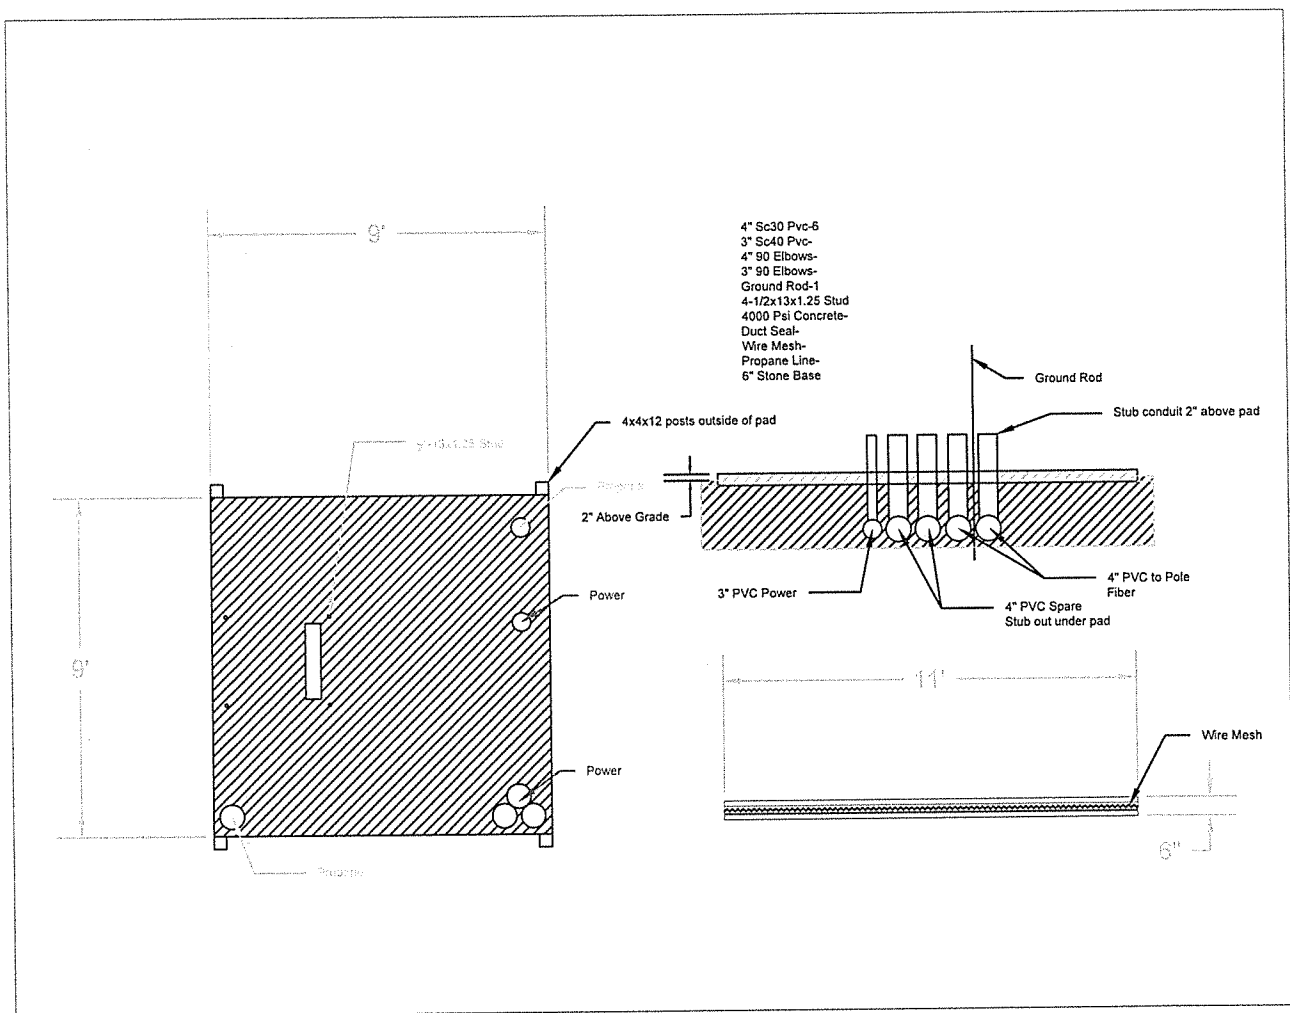 9'
4" Sc30 Pvc-6
3" Sc40 Pvc-
4" 90 Elbows-
3" 90 Elbows-
Ground Rod-1
4-1/2x13x1.25 Stud
4000 Psi Concrete-
Duct Seal-
Wire Mesh-
Propane Line-
6" Stone Base
Ground Rod
4x4x12 posts outside of pad
Stub conduit 2" above pad
Stud
2" Above Grade
Power
3" PVC Power
4" PVC to Pole
Fiber
4" PVC Spare
Stub out under pad
9'
11'
Wire Mesh
Power
6"
Propane